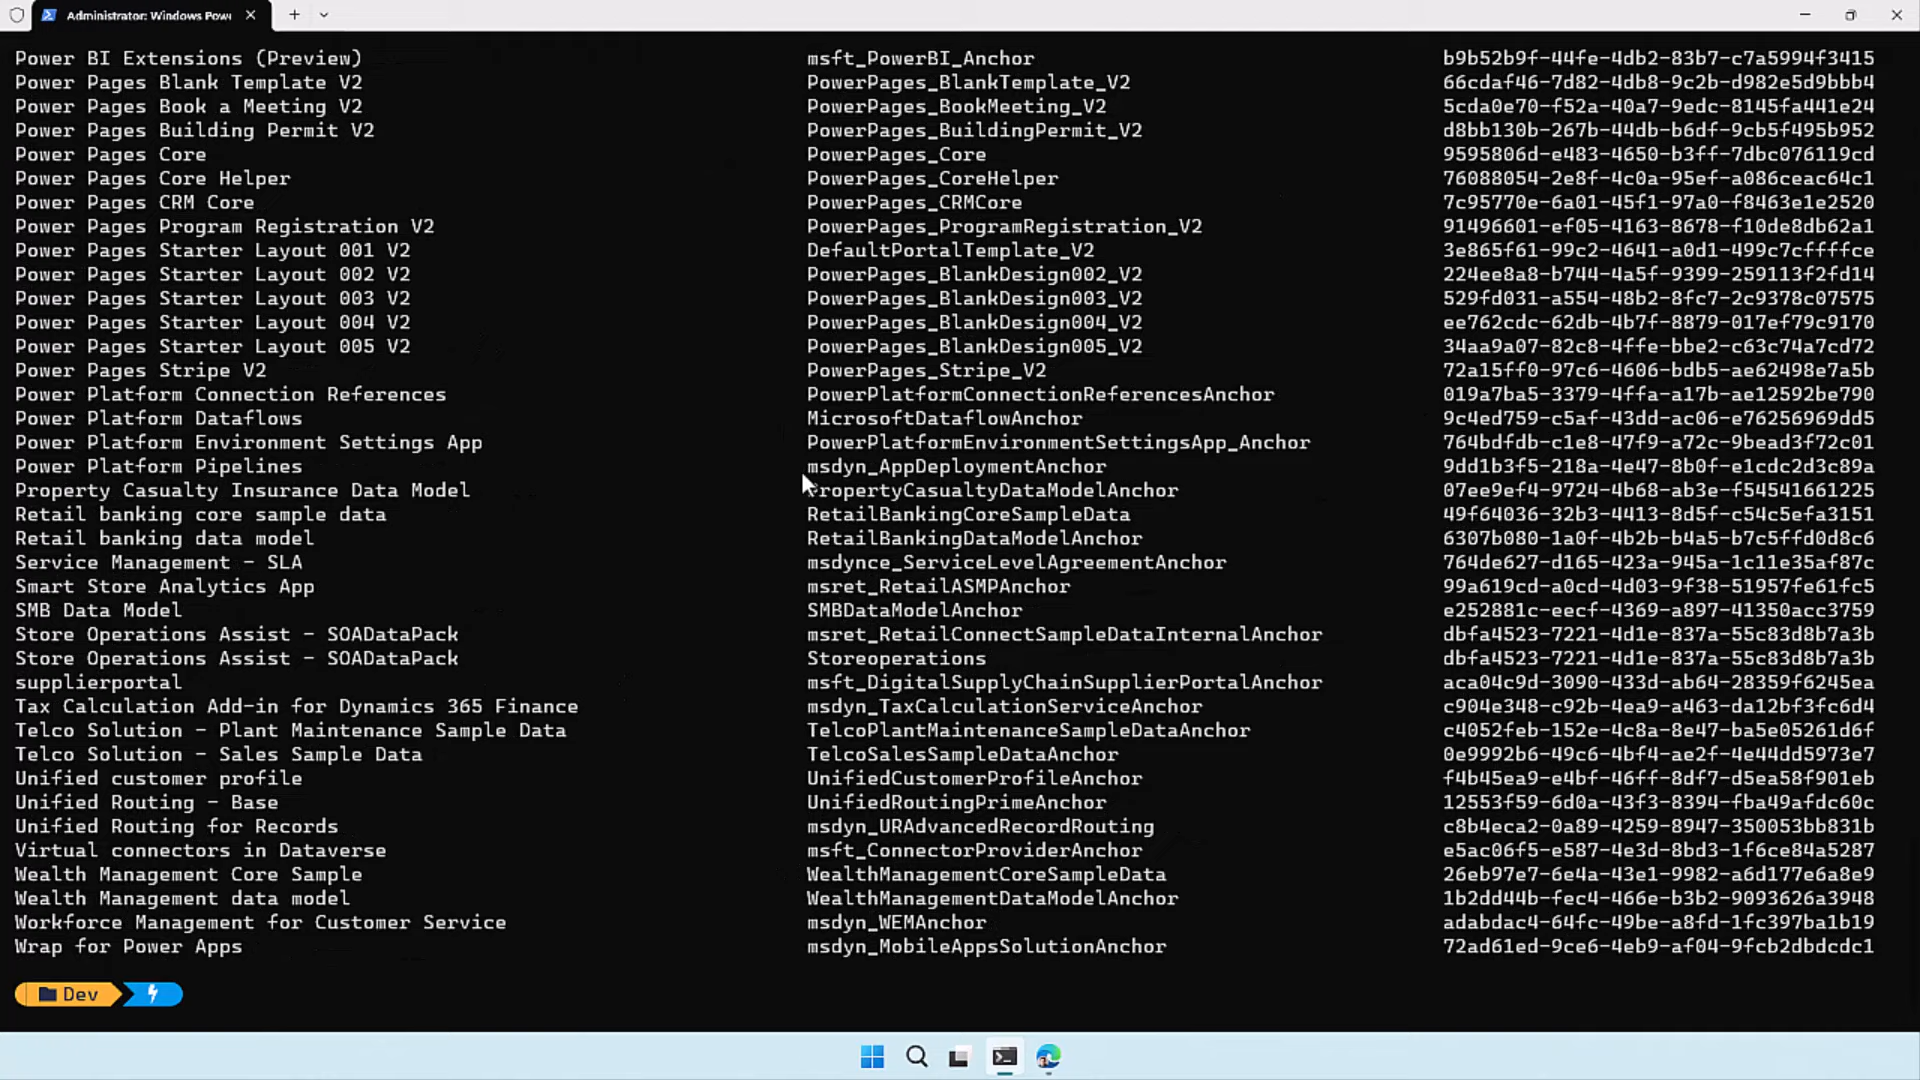 Administrator: Windows Powe
Power BI Extensions (Preview) msft_PowerBI_Anchor b9b52b9f-44fe-4db2-83b7-c7a5994f3415
Power Pages Blank Template V2 PowerPages_BlankTemplate_V2 66cdaf46-7d82-4db8-9c2b-d982e5d9bbb4
Power Pages Book a Meeting V2 PowerPages_BookMeeting_V2 5cda0e70-f52a-40a7-9edc-8145fa441e24
Power Pages Building Permit V2 PowerPages_BuildingPermit_V2 d8bb130b-267b-44db-b6df-9cb5f495b952
Power Pages Core PowerPages_Core 9595806d-e483-4650-b3ff-7dbc076119cd
Power Pages Core Helper PowerPages_CoreHelper 76088054-2e8f-4c0a-95ef-a086ceac64c1
Power Pages CRM Core PowerPages_CRMCore 7c95770e-6a01-45f1-97a0-f8463e1e2520
Power Pages Program Registration V2 PowerPages_ProgramRegistration_V2 91496601-ef05-4163-8678-f10de8db62a1
Power Pages Starter Layout 001 V2 DefaultPortalTemplate_V2 3e865f61-99c2-4641-a0d1-499c7cffffce
Power Pages Starter Layout 002 V2 PowerPages_BlankDesign002_V2 224ee8a8-b744-4a5f-9399-259113f2fd14
Power Pages Starter Layout 003 V2 PowerPages_BlankDesign003_V2 529fd031-a554-48b2-8fc7-2c9378c07575
Power Pages Starter Layout 004 V2 PowerPages_BlankDesign004_V2 ee762cdc-62db-4b7f-8879-017ef79c9170
Power Pages Starter Layout 005 V2 PowerPages_BlankDesign005_V2 34aa9a07-82c8-4ffe-bbe2-c63c74a7cd72
Power Pages Stripe V2 PowerPages_Stripe_V2 72a15ff0-97c6-4606-bdb5-ae62498e7a5b
Power Platform Connection References PowerPlatformConnectionReferencesAnchor 019a7ba5-3379-4ffa-a17b-ae12592be790
Power Platform Dataflows MicrosoftDataflowAnchor 9c4ed759-c5af-43dd-ac06-e76256969dd5
Power Platform Environment Settings App PowerPlatformEnvironmentSettingsApp_Anchor 764bdfdb-c1e8-47f9-a72c-9bead3f72c01
Power Platform Pipelines msdyn_AppDeploymentAnchor 9dd1b3f5-218a-4e47-8b0f-e1cdc2d3c89a
Property Casualty Insurance Data Model PropertyCasualtyDataModelAnchor 07ee9ef4-9724-4b68-ab3e-f54541661225
Retail banking core sample data RetailBankingCoreSampleData 49f64036-32b3-4413-8d5f-c54c5efa3151
Retail banking data model RetailBankingDataModelAnchor 6307b080-1a0f-4b2b-b4a5-b7c5ffd0d8c6
Service Management - SLA msdynce_ServiceLevelAgreementAnchor 764de627-d165-423a-945a-1c11e35af87c
Smart Store Analytics App msret_RetailASMPAnchor 99a619cd-a0cd-4d03-9f38-51957fe61fc5
SMB Data Model SMBDataModelAnchor e252881c-eecf-4369-a897-41350acc3759
Store Operations Assist - SOADataPack msret_RetailConnectSampleDataInternalAnchor dbfa4523-7221-4d1e-837a-55c83d8b7a3b
Store Operations Assist - SOADataPack Storeoperations dbfa4523-7221-4d1e-837a-55c83d8b7a3b
supplierportal msft_DigitalSupplyChainSupplierPortalAnchor aca04c9d-3090-433d-ab64-28359f6245ea
Tax Calculation Add-in for Dynamics 365 Finance msdyn_TaxCalculationServiceAnchor c904e348-c92b-4ea9-a463-da12bf3fc6d4
Telco Solution - Plant Maintenance Sample Data TelcoPlantMaintenanceSampleDataAnchor c4052feb-152e-4c8a-8e47-ba5e05261d6f
Telco Solution - Sales Sample Data TelcoSalesSampleDataAnchor 0e9992b6-49c6-4bf4-ae2f-4e44dd5973e7
Unified customer profile UnifiedCustomerProfileAnchor f4b45ea9-e4bf-46ff-8df7-d5ea58f901eb
Unified Routing - Base UnifiedRoutingPrimeAnchor 12553f59-6d0a-43f3-8394-fba49afdc60c
Unified Routing for Records msdyn_URAdvancedRecordRouting c8b4eca2-0a89-4259-8947-350053bb831b
Virtual connectors in Dataverse msft_ConnectorProviderAnchor e5ac06f5-e587-4e3d-8bd3-1f6ce84a5287
Wealth Management Core Sample WealthManagementCoreSampleData 26eb97e7-6e4a-43e1-9982-a6d177e6a8e9
Wealth Management data model WealthManagementDataModelAnchor 1b2dd44b-fec4-466e-b3b2-9093626a3948
Workforce Management for Customer Service msdyn_WEMAnchor adabdac4-64fc-49be-a8fd-1fc397ba1b19
Wrap for Power Apps msdyn_MobileAppsSolutionAnchor 72ad61ed-9ce6-4eb9-af04-9fcb2dbdcdc1
Dev